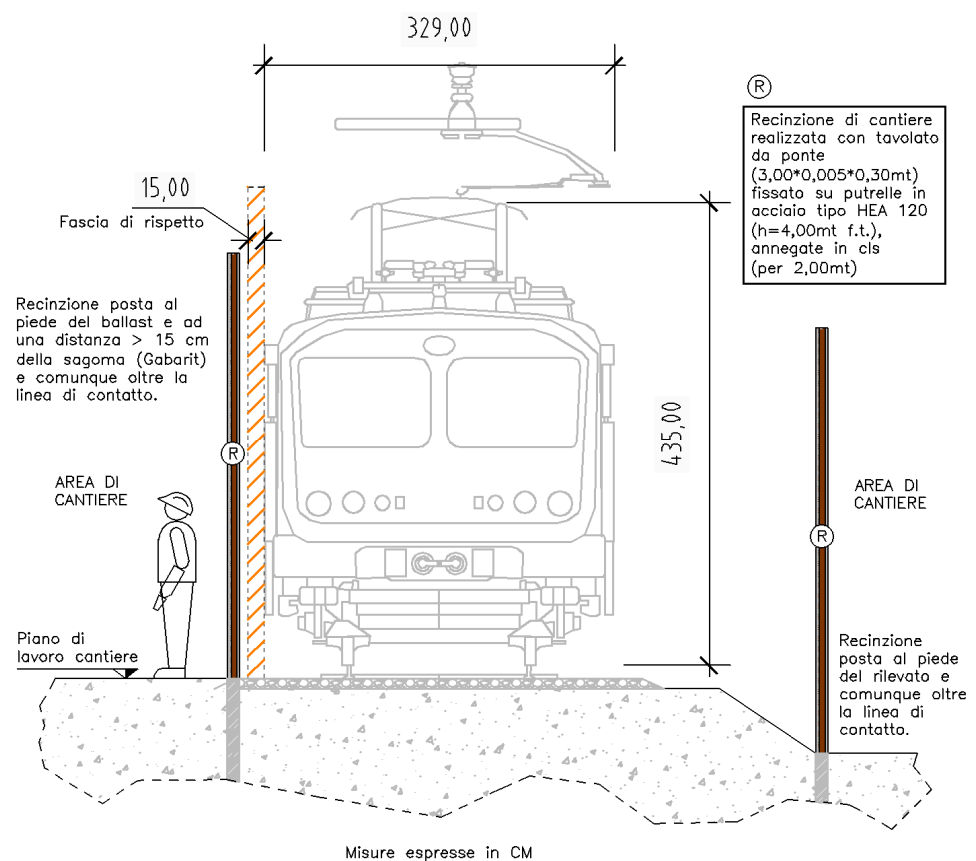 329,00
R
Recinzione di cantiere
realizzata con tavolato
da ponte
(3,00*0,005*0,30mt)
fissato su putrelle in
acciaio tipo HEA 120
(h=4,00mt f.t.),
annegate in cls
(per 2,00mt)
15,00
Fascia di rispetto
Recinzione posta al
piede del ballast e ad
una distanza > 15 cm
della sagoma (Gabarit)
e comunque oltre la
linea di contatto.
435,00
R
AREA DI
CANTIERE
AREA DI
CANTIERE
R
Piano di
lavoro cantiere
Recinzione
posta al piede
del rilevato e
comunque oltre
la linea di
contatto.
Misure espresse in CM